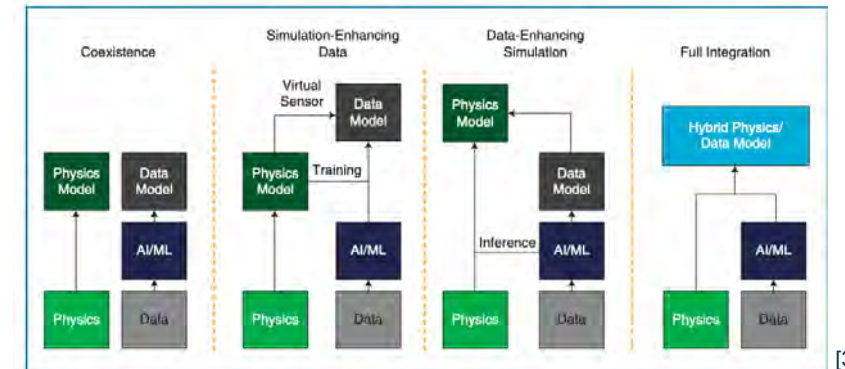 Coexistence
Physics
Model
Data
Model
AI/ML
Physics
Data
Simulation-Enhancing
Data
Virtual
Sensor
Data
Model
Physics
Model
Training
AI/ML
Physics
Data
Data-Enhancing
Simulation
Physics
Model
Data
Model
Inference
AI/ML
Physics
Data
Full Integration
Hybrid Physics/
Data Model
AI/ML
Physics
Data
[3